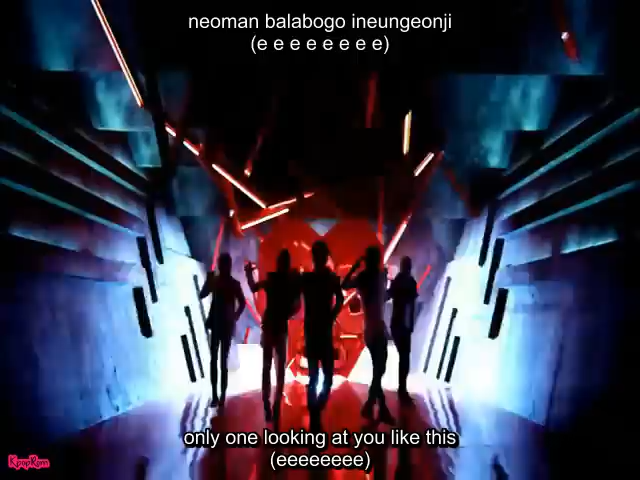 neoman balabogo ineungeonji
(e e e e e e e e)
only one looking at you like this
(eeeeeeee)
KpopRom